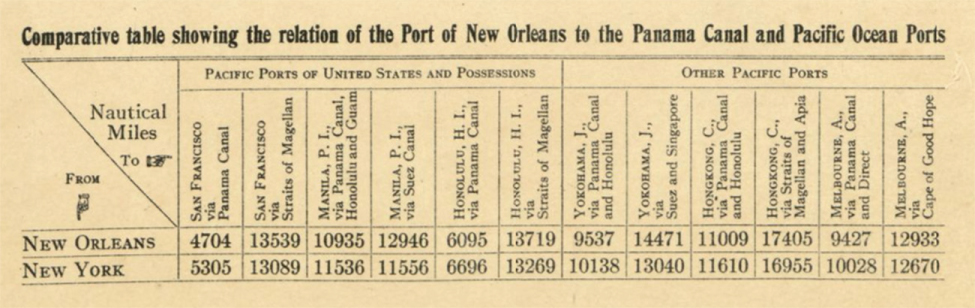 Comparative table showing the relation of the Port of New Orleans to the Panama Canal and Pacific Ocean Ports
PACIFIC PORTS OF UNITED STATES AND POSSESSIONS
OTHER PACIFIC PORTS
Nautical
Miles
TO
FROM
SAN FRANCISCO
via
Panama Canal
SAN FRANCISCO
via
Straits of Magellan
MANILA, P. I.,
via Panama Canal,
Honolulu and Guam
MANILA, P. I.,
via Suez Canal
HONOLULU, H. I.,
via Panama Canal
HONOLULU, H. I.,
via
Straits of Magellan
YOKOHAMA, J.,
via Panama Canal
and Honolulu
YOKOHAMA, J.,
via
Suez and Singapore
HONGKONG, C.,
via Panama Canal
and Honolulu
HONGKONG, C.,
via Straits of
Magellan and Apia
MELBOURNE, A.,
via Panama Canal
and Direct
MELBOURNE, A.,
via
Cape of Good Hope
NEW ORLEANS 4704 13539 10935 12946 6095 13719 9537 14471 11009 17405 9427 12933
NEW YORK 5305 13089 11536 11556 6696 13269 10138 13040 11610 16955 10028 12670